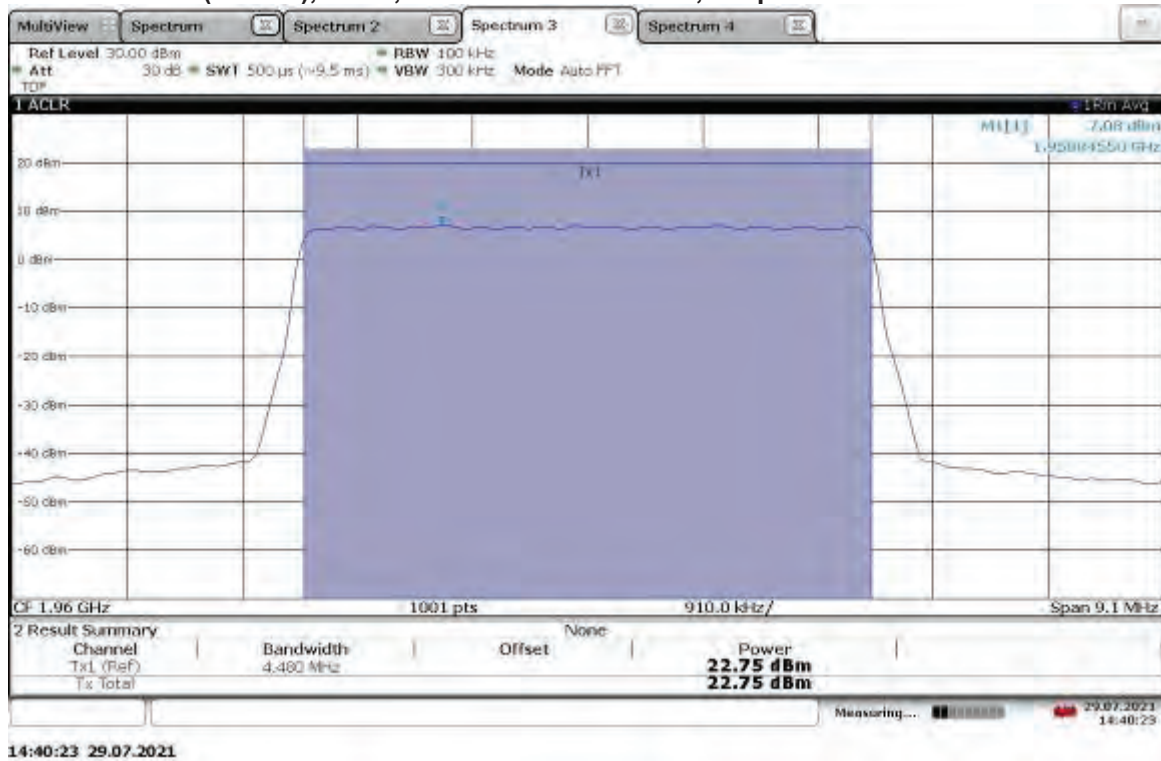 MultiView Spectrum Spectrum 2 Spectrum 3 Spectrum 4
Ref Level 30.00 dBm RBW 100 kHz
Att 30 dB SWT 500 µs (~9.5 ms) VBW 300 kHz Mode Auto FFT
TDF
1 ACLR 1Rm Avg
M1[1] 7.08 dBm
GHz
20 dBm
Tx1
10 dBm
0 dBm
-10 dBm
-20 dBm
-30 dBm
-40 dBm
-50 dBm
-60 dBm
CF 1.96 GHz 1001 pts 910.0 kHz/ Span 9.1 MHz
2 Result Summary None
Channel Bandwidth Offset Power
Tx1 (Ref) 4.480 MHz 22.75 dBm
Tx Total 22.75 dBm
Measuring... 29.07.2021
14:40:23
14:40:23 29.07.2021